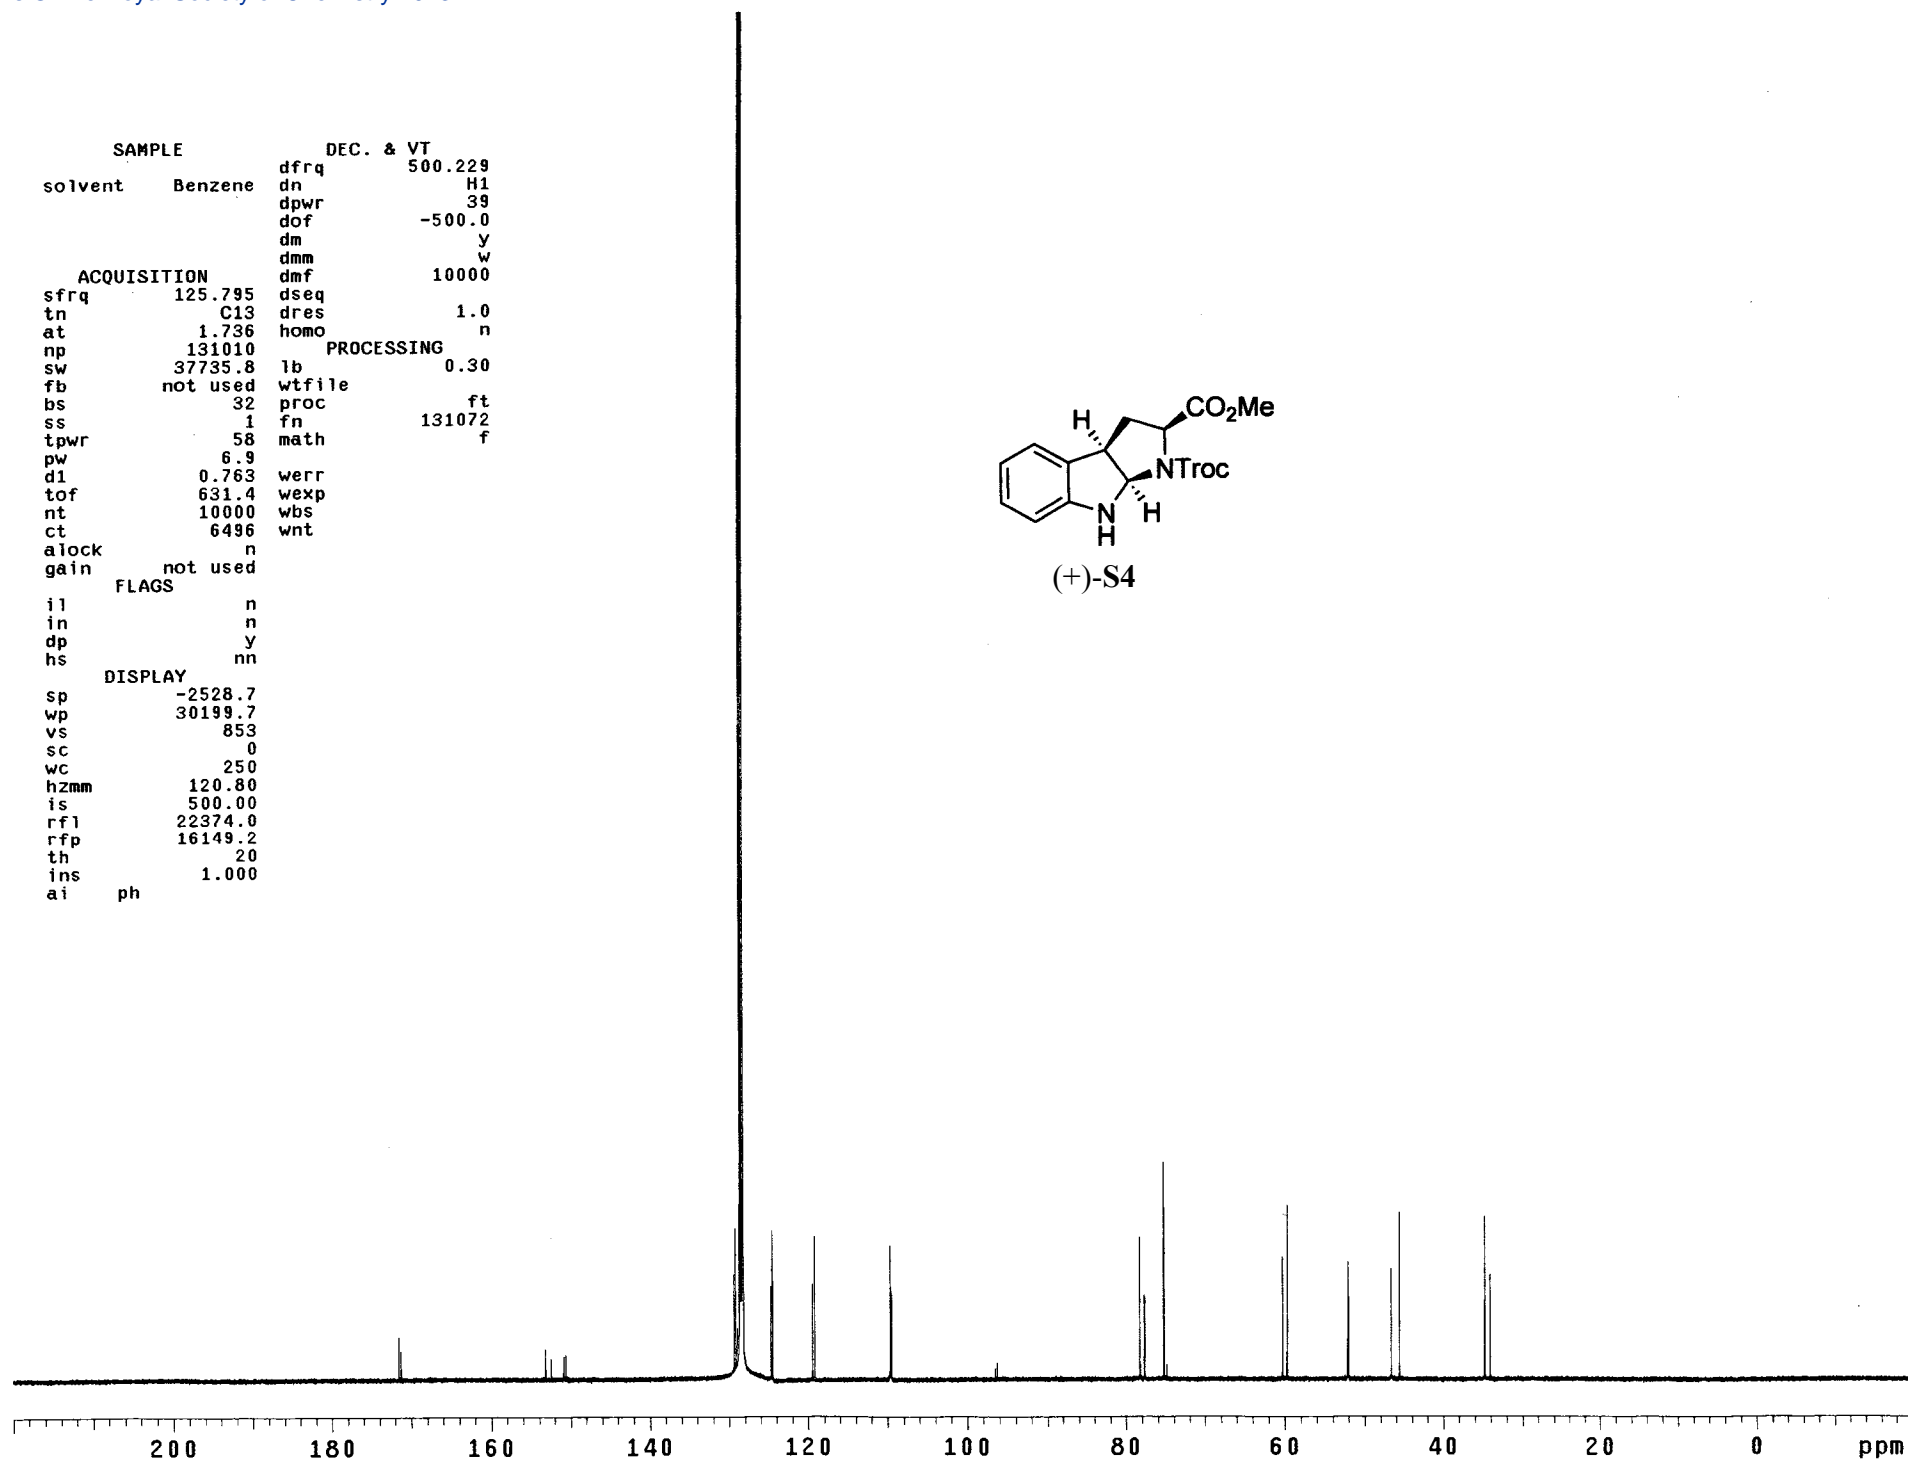 SAMPLE
solvent Benzene
ACQUISITION
sfrq 125.795
tn C13
at 1.736
np 131010
sw 37735.8
fb not used
bs 32
ss 1
tpwr 58
pw 6.9
d1 0.763
tof 631.4
nt 10000
ct 6496
alock n
gain not used
FLAGS
il n
in n
dp y
hs nn
DISPLAY
sp -2528.7
wp 30199.7
vs 853
sc 0
wc 250
hzmm 120.80
is 500.00
rfl 22374.0
rfp 16149.2
th 20
ins 1.000
ai ph
DEC. & VT
dfrq 500.229
dn H1
dpwr 39
dof -500.0
dm y
dmm w
dmf 10000
dseq
dres 1.0
homo n
PROCESSING
lb 0.30
wtfile
proc ft
fn 131072
math f
werr
wexp
wbs
wnt
H
CO2Me
NTroc
N
H
H
(+)-S4
200 180 160 140 120 100 80 60 40 20 0 ppm